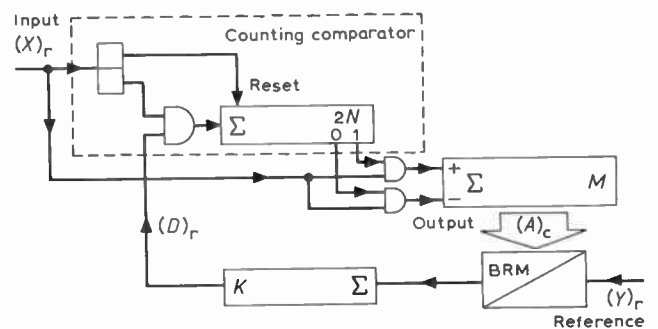 Input
(X)r
Counting comparator
Reset
Σ
2N
0 1
+
−
Σ
M
Output
(A)c
(D)r
K
Σ
BRM
(Y)r
Reference